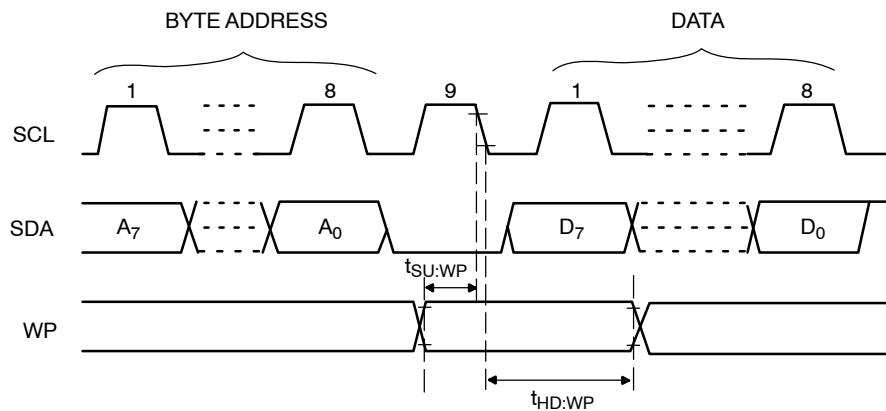 BYTE ADDRESS DATA
1 8 9 1 8
SCL
SDA A7 A0 D7 D0
tSU:WP
WP
tHD:WP